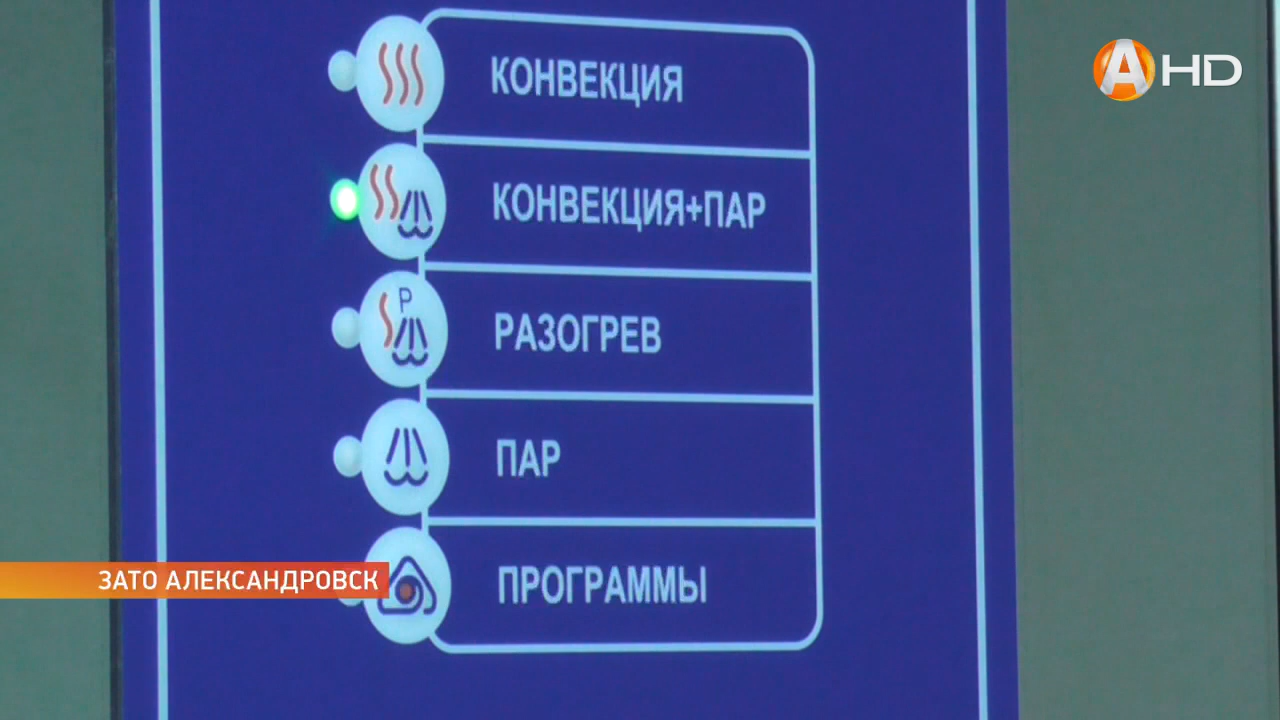 А HD
КОНВЕКЦИЯ
КОНВЕКЦИЯ+ПАР
Р
РАЗОГРЕВ
ПАР
ЗАТО АЛЕКСАНДРОВСК
ПРОГРАММЫ